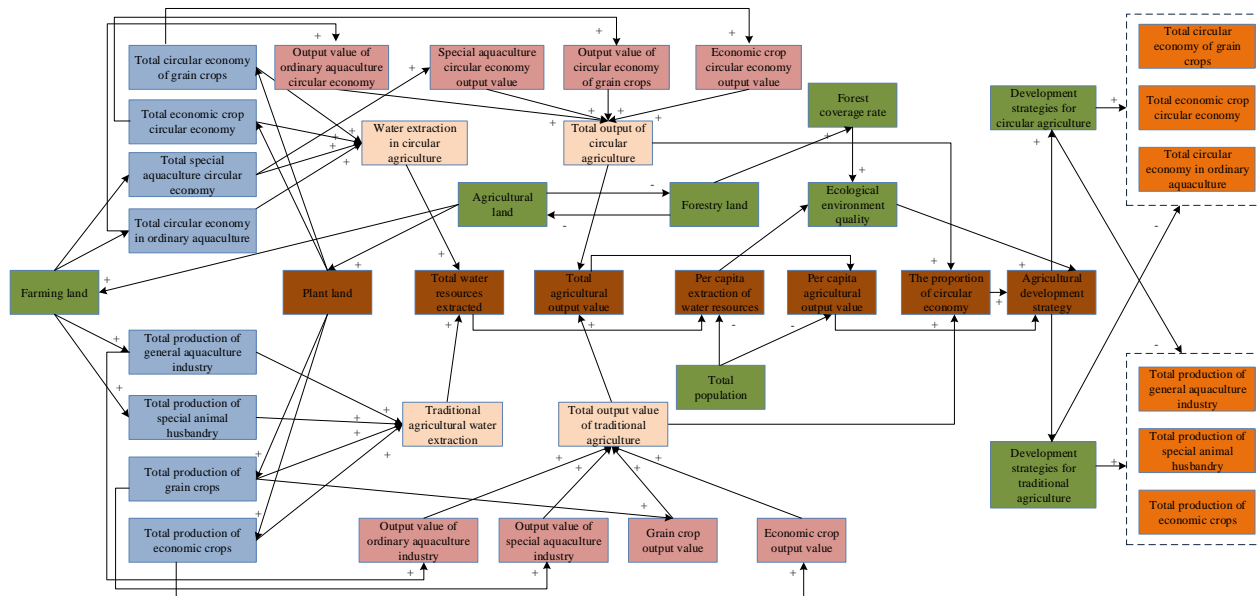 Total circular economy
of grain crops
Output value of
ordinary aquaculture
circular economy
Special aquaculture
circular economy
output value
Output value of
circular economy
of grain crops
Economic crop
circular economy
output value
Total circular
economy of grain
crops
Total economic crop
circular economy
Total circular
economy in ordinary
aquaculture
Development
strategies for
circular agriculture
Forest
coverage rate
Total economic crop
circular economy
Water extraction
in circular
agriculture
Total output of
circular
agriculture
Total special
aquaculture circular
economy
Total circular economy
in ordinary aquaculture
Agricultural
land
Forestry land
Ecological
environment
quality
Farming land
Plant land
Total water
resources
extracted
Total
agricultural
output value
Per capita
extraction of
water resources
Per capita
agricultural
output value
The proportion
of circular
economy
Agricultural
development
strategy
Total production of
general aquaculture
industry
Total
population
Total production of
special animal
husbandry
Traditional
agricultural water
extraction
Total output value
of traditional
agriculture
Total production of
grain crops
Total production of
economic crops
Output value of
ordinary aquaculture
industry
Output value of
special aquaculture
industry
Grain crop
output value
Economic crop
output value
Development
strategies for
traditional
agriculture
Total production of
general aquaculture
industry
Total production of
special animal
husbandry
Total production
of economic crops